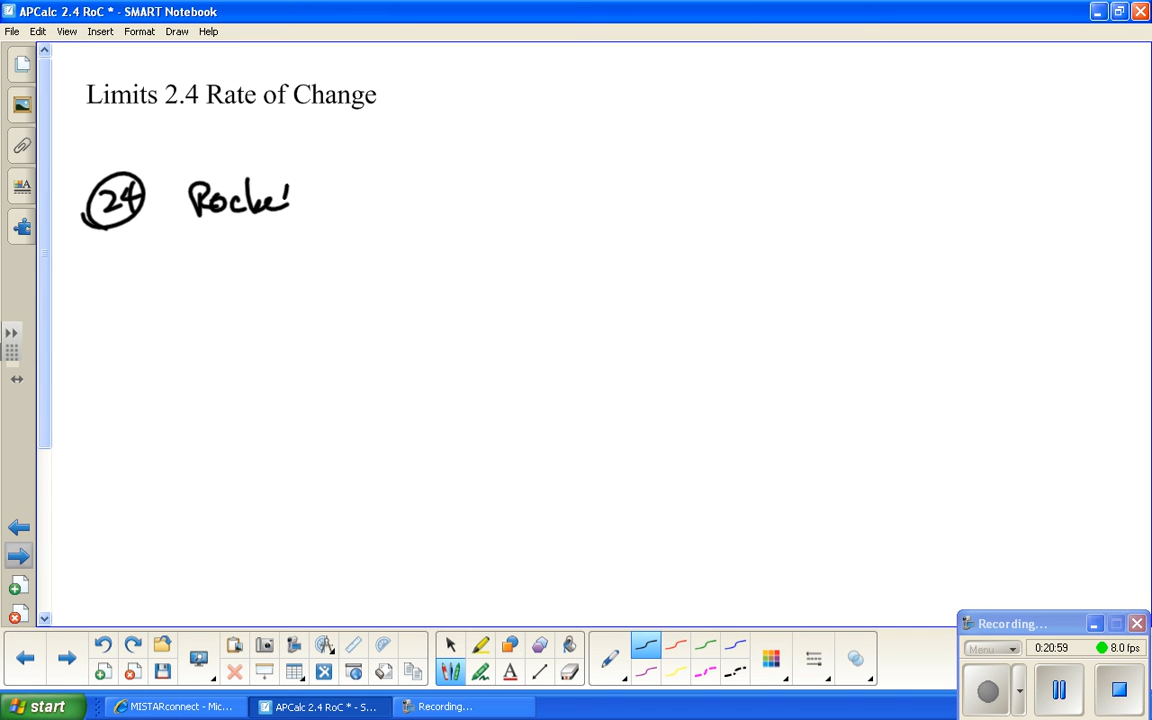 APCalc 2.4 RoC * - SMART Notebook
File Edit View Insert Format Draw Help
Limits 2.4 Rate of Change
24 Rocke
Recording...
Menu 0:20:59 8.0 fps
start MISTARconnect - Mic... APCalc 2.4 RoC * - S... Recording...